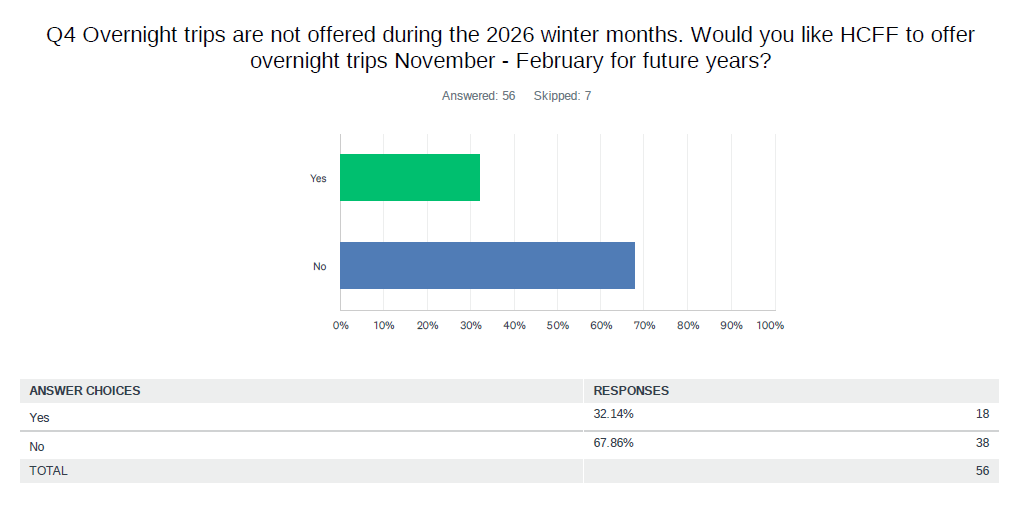 Q4 Overnight trips are not offered during the 2026 winter months. Would you like HCFF to offer
overnight trips November - February for future years?
Answered: 56 Skipped: 7
Yes
No
0% 10% 20% 30% 40% 50% 60% 70% 80% 90% 100%
ANSWER CHOICES RESPONSES
Yes 32.14% 18
No 67.86% 38
TOTAL 56